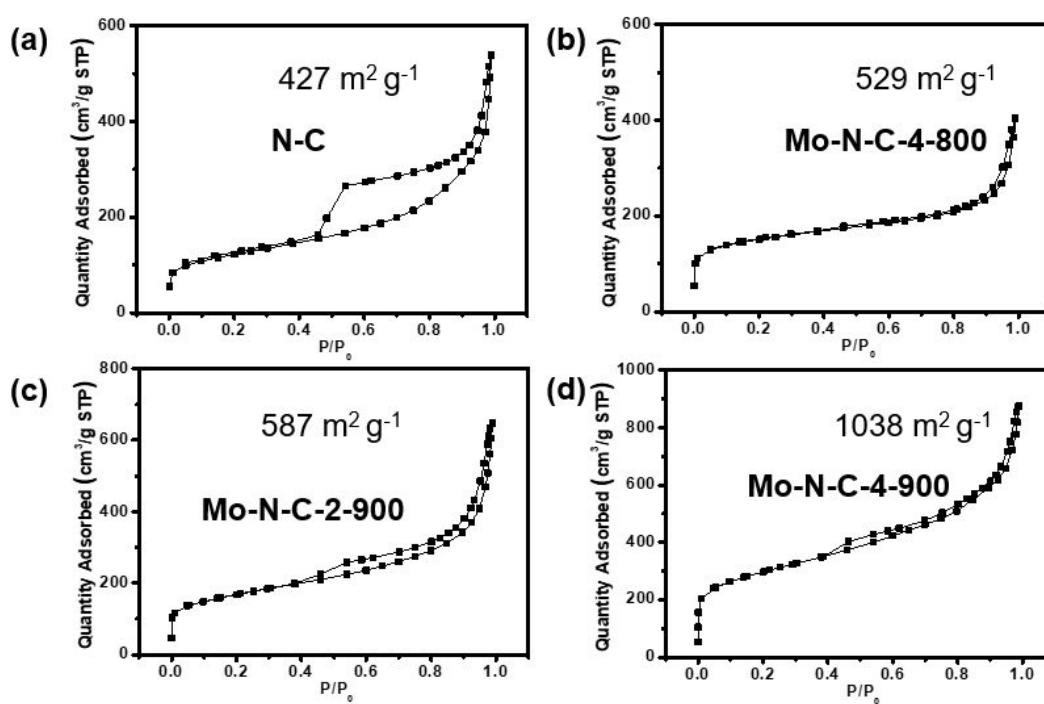 (a)
600
400
200
0
Quantity Adsorbed (cm³/g STP)
427 m² g⁻¹
N-C
0.0 0.2 0.4 0.6 0.8 1.0
P/P₀
(b)
600
400
200
0
Quantity Adsorbed (cm³/g STP)
529 m² g⁻¹
Mo-N-C-4-800
0.0 0.2 0.4 0.6 0.8 1.0
P/P₀
(c)
800
600
400
200
0
Quantity Adsorbed (cm³/g STP)
587 m² g⁻¹
Mo-N-C-2-900
0.0 0.2 0.4 0.6 0.8 1.0
P/P₀
(d)
1000
800
600
400
200
0
Quantity Adsorbed (cm³/g STP)
1038 m² g⁻¹
Mo-N-C-4-900
0.0 0.2 0.4 0.6 0.8 1.0
P/P₀